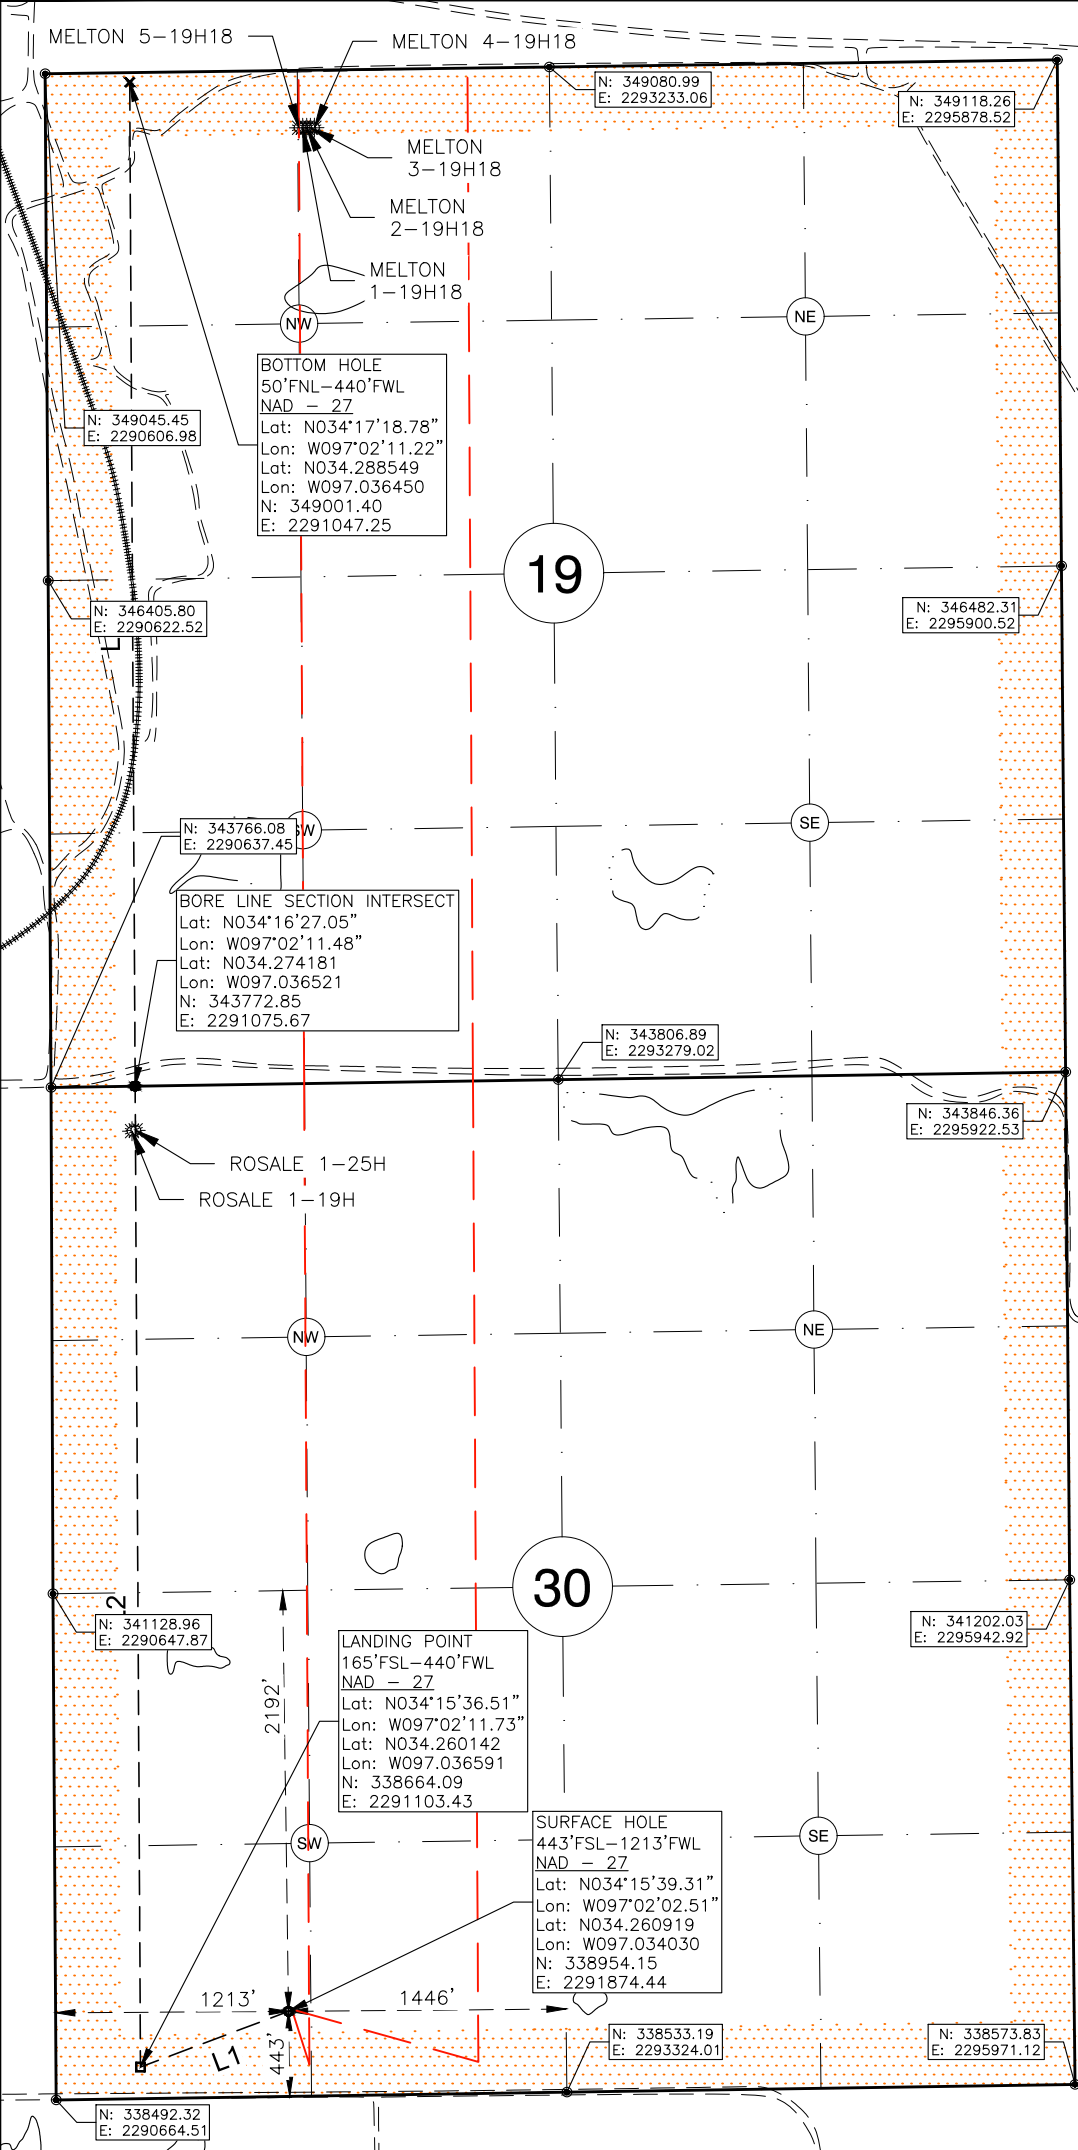 MELTON 5-19H18
MELTON 4-19H18
N: 349080.99
E: 2293233.06
N: 349118.26
E: 2295878.52
MELTON
3-19H18
MELTON
2-19H18
MELTON
1-19H18
NW
NE
BOTTOM HOLE
50'FNL-440'FWL
NAD - 27
Lat: N034°17'18.78"
Lon: W097°02'11.22"
Lat: N034.288549
Lon: W097.036450
N: 349001.40
E: 2291047.25
N: 349045.45
E: 2290606.98
19
N: 346405.80
E: 2290622.52
N: 346482.31
E: 2295900.52
N: 343766.08
E: 2290637.45
SW
SE
BORE LINE SECTION INTERSECT
Lat: N034°16'27.05"
Lon: W097°02'11.48"
Lat: N034.274181
Lon: W097.036521
N: 343772.85
E: 2291075.67
N: 343806.89
E: 2293279.02
N: 343846.36
E: 2295922.53
ROSALE 1-25H
ROSALE 1-19H
NW
NE
30
2
N: 341128.96
E: 2290647.87
N: 341202.03
E: 2295942.92
2192'
LANDING POINT
165'FSL-440'FWL
NAD - 27
Lat: N034°15'36.51"
Lon: W097°02'11.73"
Lat: N034.260142
Lon: W097.036591
N: 338664.09
E: 2291103.43
SW
SE
SURFACE HOLE
443'FSL-1213'FWL
NAD - 27
Lat: N034°15'39.31"
Lon: W097°02'02.51"
Lat: N034.260919
Lon: W097.034030
N: 338954.15
E: 2291874.44
1213'
1446'
443'
L1
N: 338533.19
E: 2293324.01
N: 338573.83
E: 2295971.12
N: 338492.32
E: 2290664.51